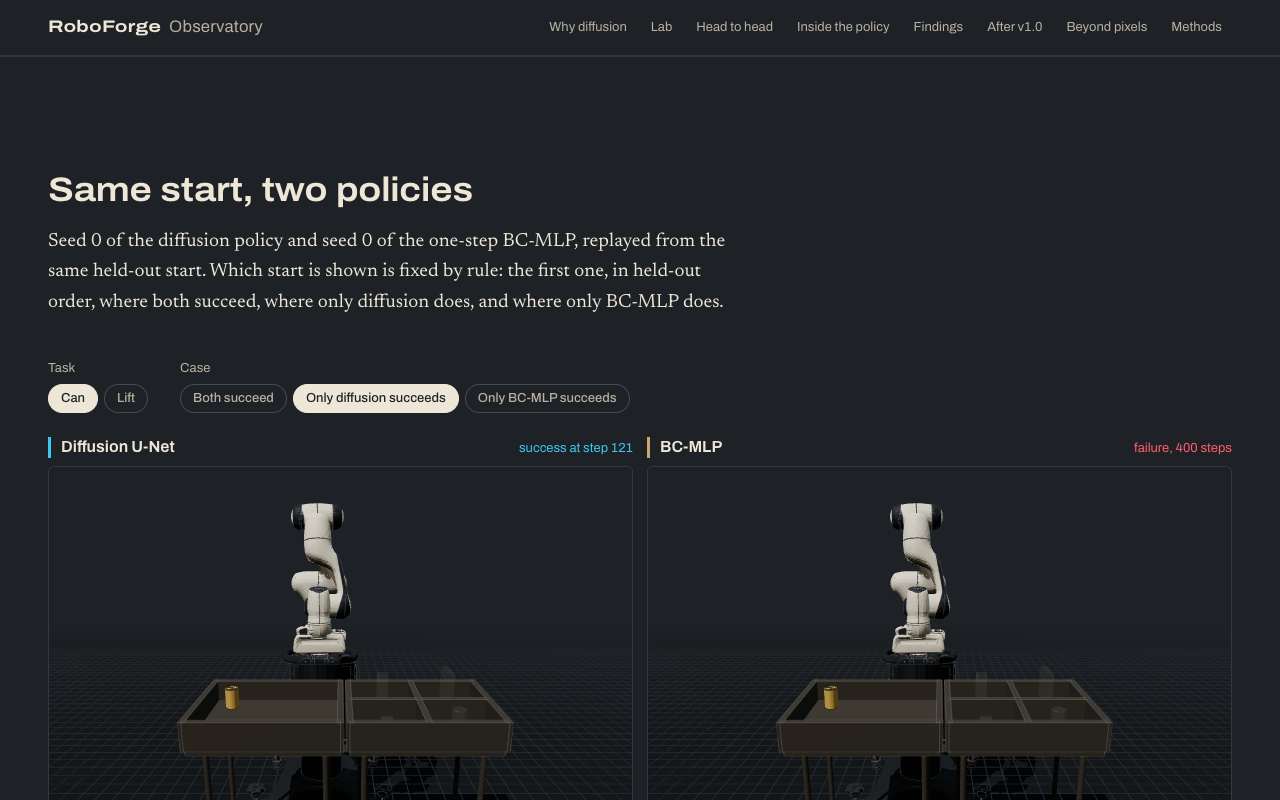 RoboForge Observatory
Why diffusion Lab Head to head Inside the policy Findings After v1.0 Beyond pixels Methods
Same start, two policies
Seed 0 of the diffusion policy and seed 0 of the one-step BC-MLP, replayed from the
same held-out start. Which start is shown is fixed by rule: the first one, in held-out
order, where both succeed, where only diffusion does, and where only BC-MLP does.
Task Case
Can Lift Both succeed Only diffusion succeeds Only BC-MLP succeeds
Diffusion U-Net success at step 121 BC-MLP failure, 400 steps